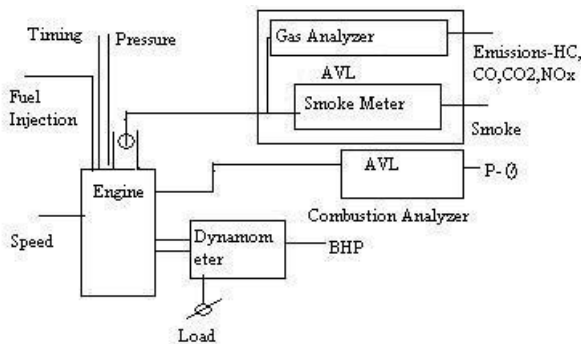 Timing
Pressure
Gas Analyzer
Emissions-HC,
CO,CO2,NOx
Fuel
Injection
AVL
Smoke Meter
Smoke
Engine
AVL
P-
Combustion Analyzer
Speed
Dynamom
eter
BHP
Load